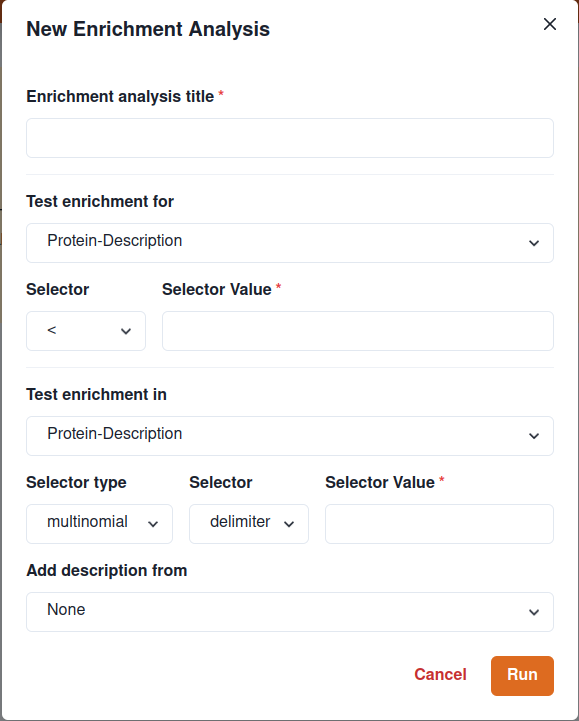 New Enrichment Analysis
Enrichment analysis title *
Test enrichment for
Protein-Description
Selector Selector Value *
<
Test enrichment in
Protein-Description
Selector type Selector Selector Value *
multinomial delimiter
Add description from
None
Cancel Run